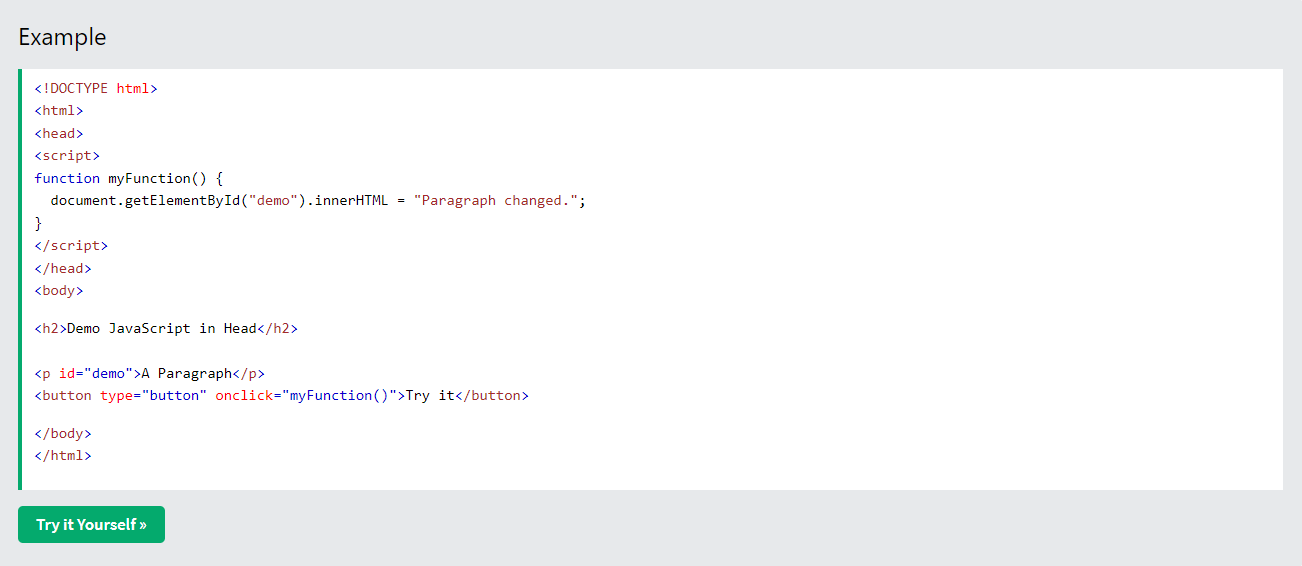 Example
<!DOCTYPE html>
<html>
<head>
<script>
function myFunction() {
  document.getElementById("demo").innerHTML = "Paragraph changed.";
}
</script>
</head>
<body>
<h2>Demo JavaScript in Head</h2>
<p id="demo">A Paragraph</p>
<button type="button" onclick="myFunction()">Try it</button>
</body>
</html>
Try it Yourself »